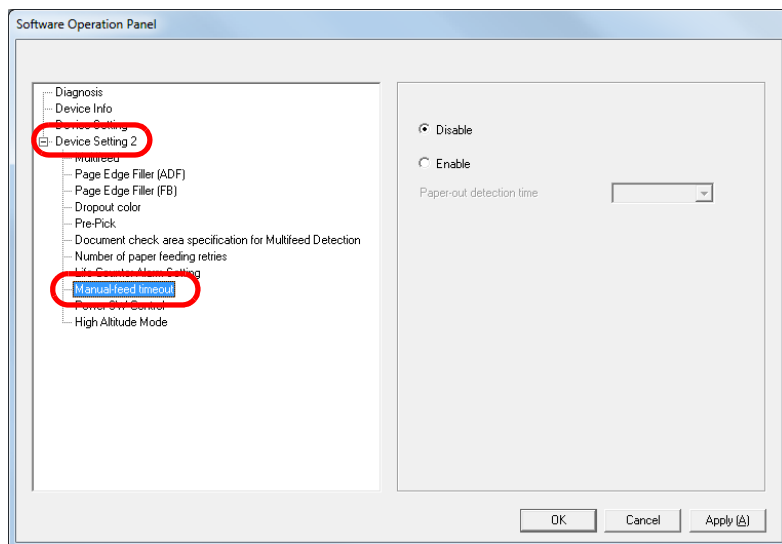 Software Operation Panel
Diagnosis
Device Info
Device Setting
Device Setting 2
Multifeed
Page Edge Filler (ADF)
Page Edge Filler (FB)
Dropout color
Pre-Pick
Document check area specification for Multifeed Detection
Number of paper feeding retries
Life Counter Alarm Setting
Manual-feed timeout
Power SW Control
High Altitude Mode
Disable
Enable
Paper-out detection time
OK
Cancel
Apply (A)